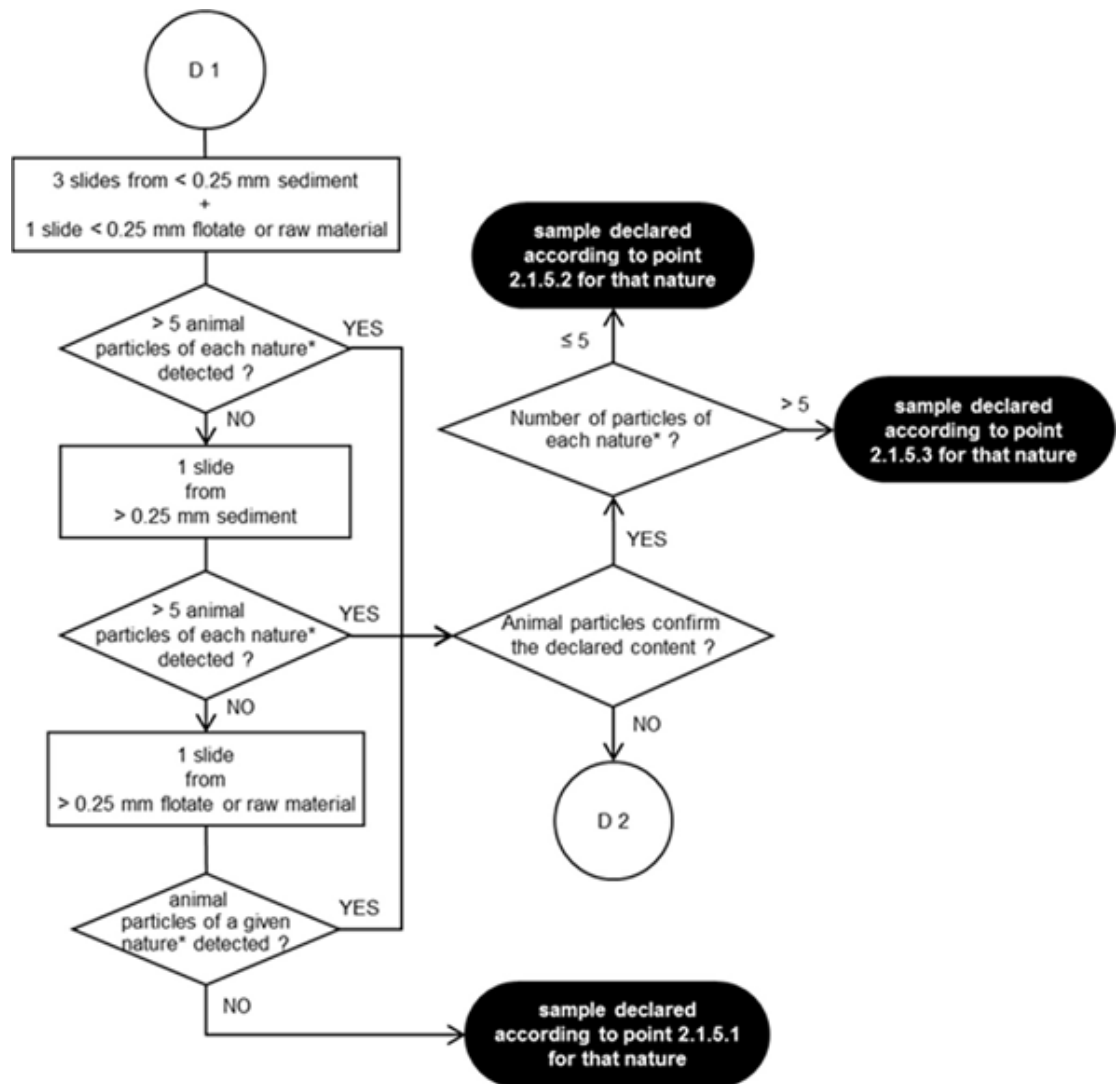 D 1
3 slides from < 0.25 mm sediment
+
1 slide < 0.25 mm flotate or raw material
> 5 animal
particles of each nature*
detected ?
YES
NO
1 slide
from
> 0.25 mm sediment
> 5 animal
particles of each nature*
detected ?
YES
NO
1 slide
from
> 0.25 mm flotate or raw material
animal
particles of a given
nature* detected ?
YES
NO
sample declared
according to point 2.1.5.1
for that nature
Animal particles confirm
the declared content ?
YES
NO
D 2
Number of particles of
each nature* ?
≤ 5
> 5
sample declared
according to point
2.1.5.2 for that nature
sample declared
according to point
2.1.5.3 for that nature